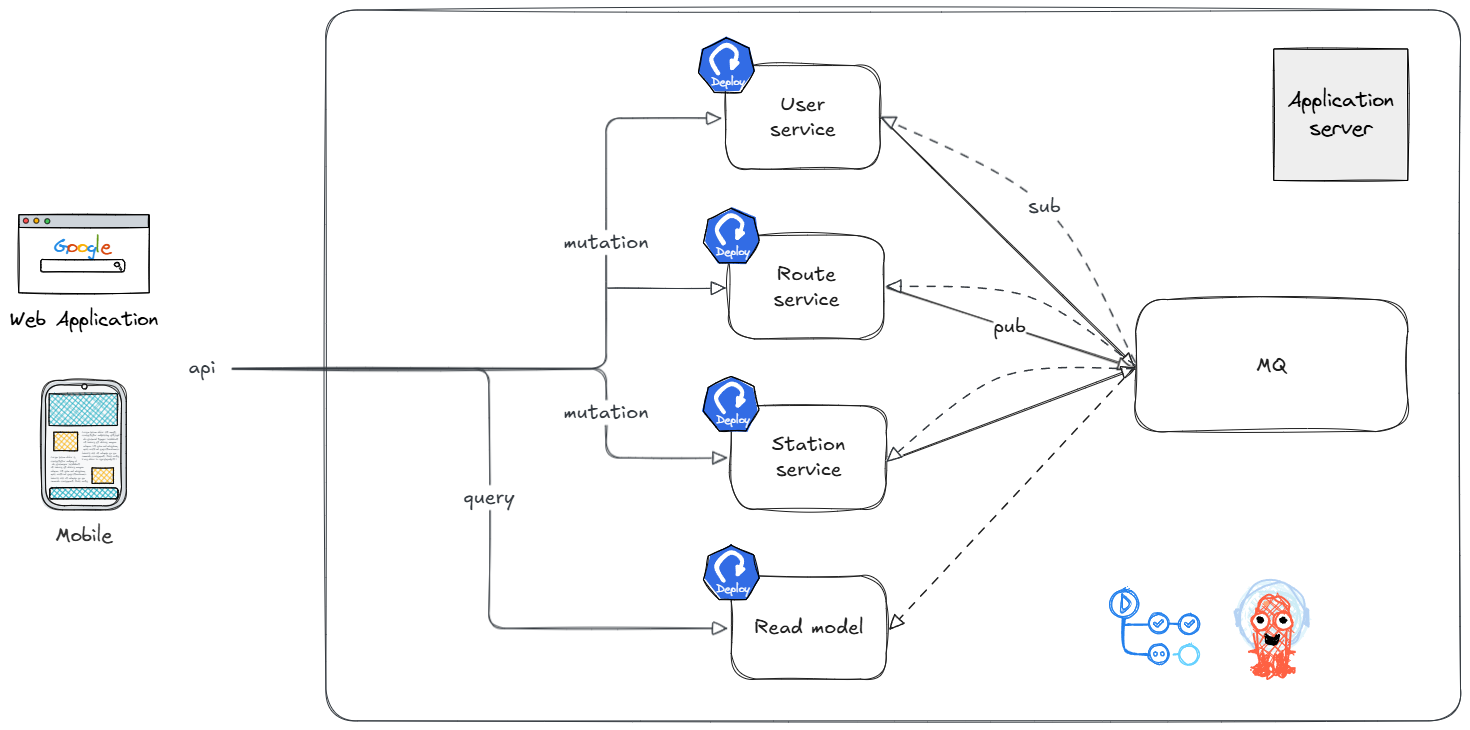 Application
server
Deploy
User
service
sub
mutation
Deploy
Route
service
pub
Google
Web Application
api
MQ
mutation
Deploy
Station
service
query
Mobile
Deploy
Read model